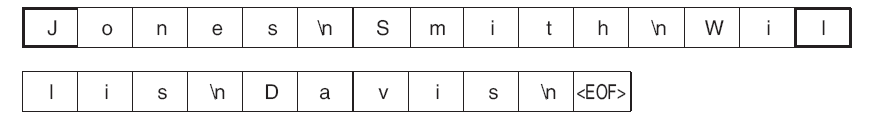 J o n e s \n S m i t h \n W i l
l i s \n D a v i s \n <EOF>